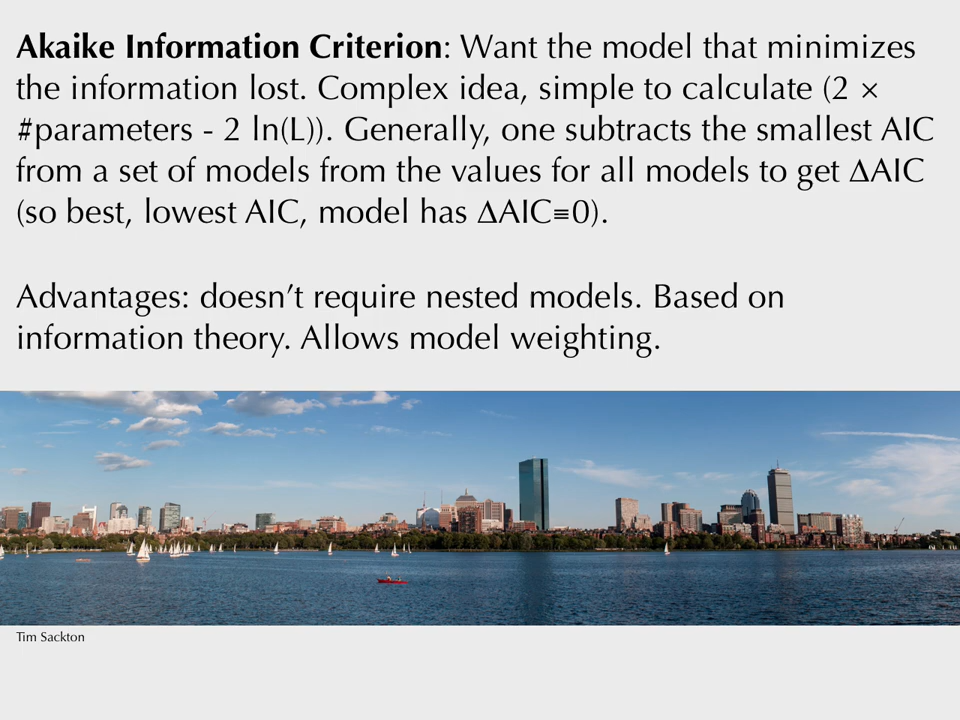 Akaike Information Criterion: Want the model that minimizes
the information lost. Complex idea, simple to calculate (2 ×
#parameters - 2 ln(L)). Generally, one subtracts the smallest AIC
from a set of models from the values for all models to get ΔAIC
(so best, lowest AIC, model has ΔAIC≡0).
Advantages: doesn’t require nested models. Based on
information theory. Allows model weighting.
Tim Sackton